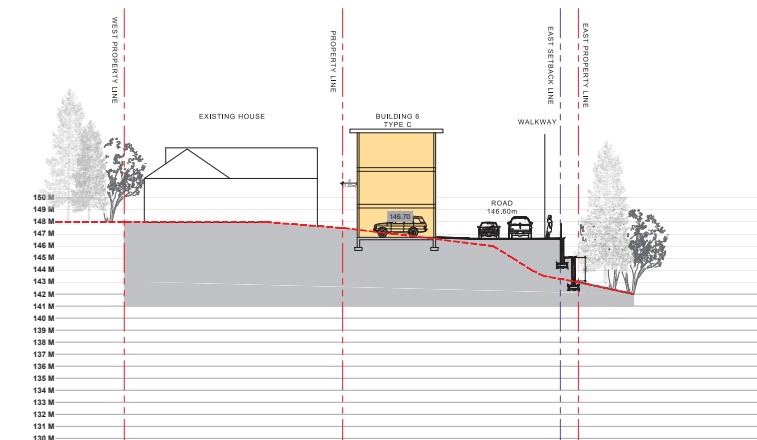 WEST PROPERTY LINE
PROPERTY LINE
EAST SETBACK LINE
EAST PROPERTY LINE
EXISTING HOUSE
BUILDING 6
TYPE C
WALKWAY
ROAD
146.60m
146.70
150 M
149 M
148 M
147 M
146 M
145 M
144 M
143 M
142 M
141 M
140 M
139 M
138 M
137 M
136 M
135 M
134 M
133 M
132 M
131 M
130 M